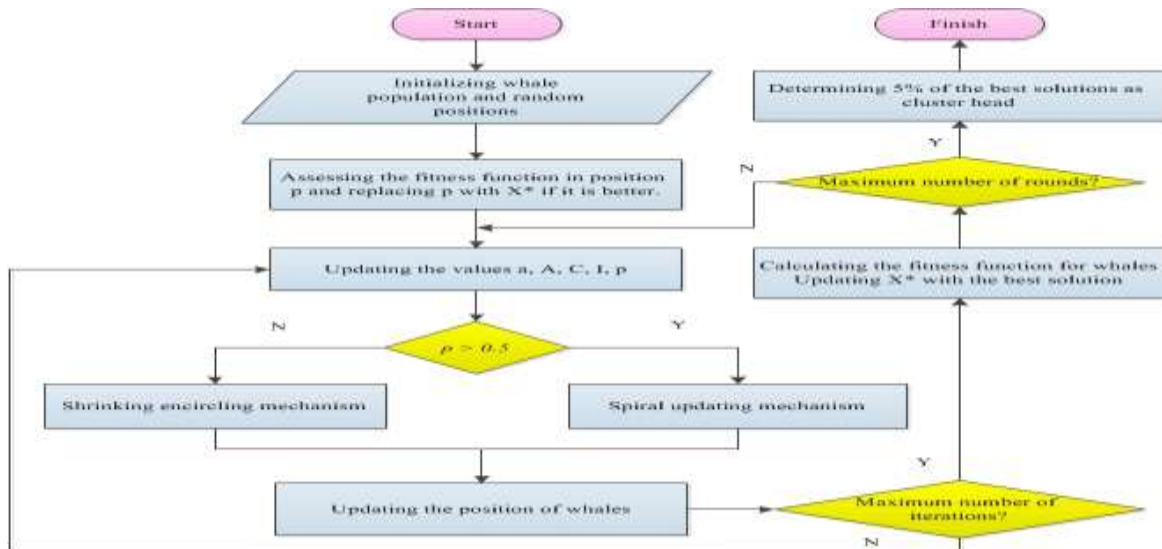 Start
Initializing whale
population and random
positions
Assessing the fitness function in position
p and replacing p with X* if it is better.
Updating the values a, A, C, I, p
N
Y
p > 0.5
Shrinking encircling mechanism
Spiral updating mechanism
Updating the position of whales
Maximum number of
iterations?
N
Y
Calculating the fitness function for whales
Updating X* with the best solution
Maximum number of rounds?
N
Y
Determining 5% of the best solutions as
cluster head
Finish